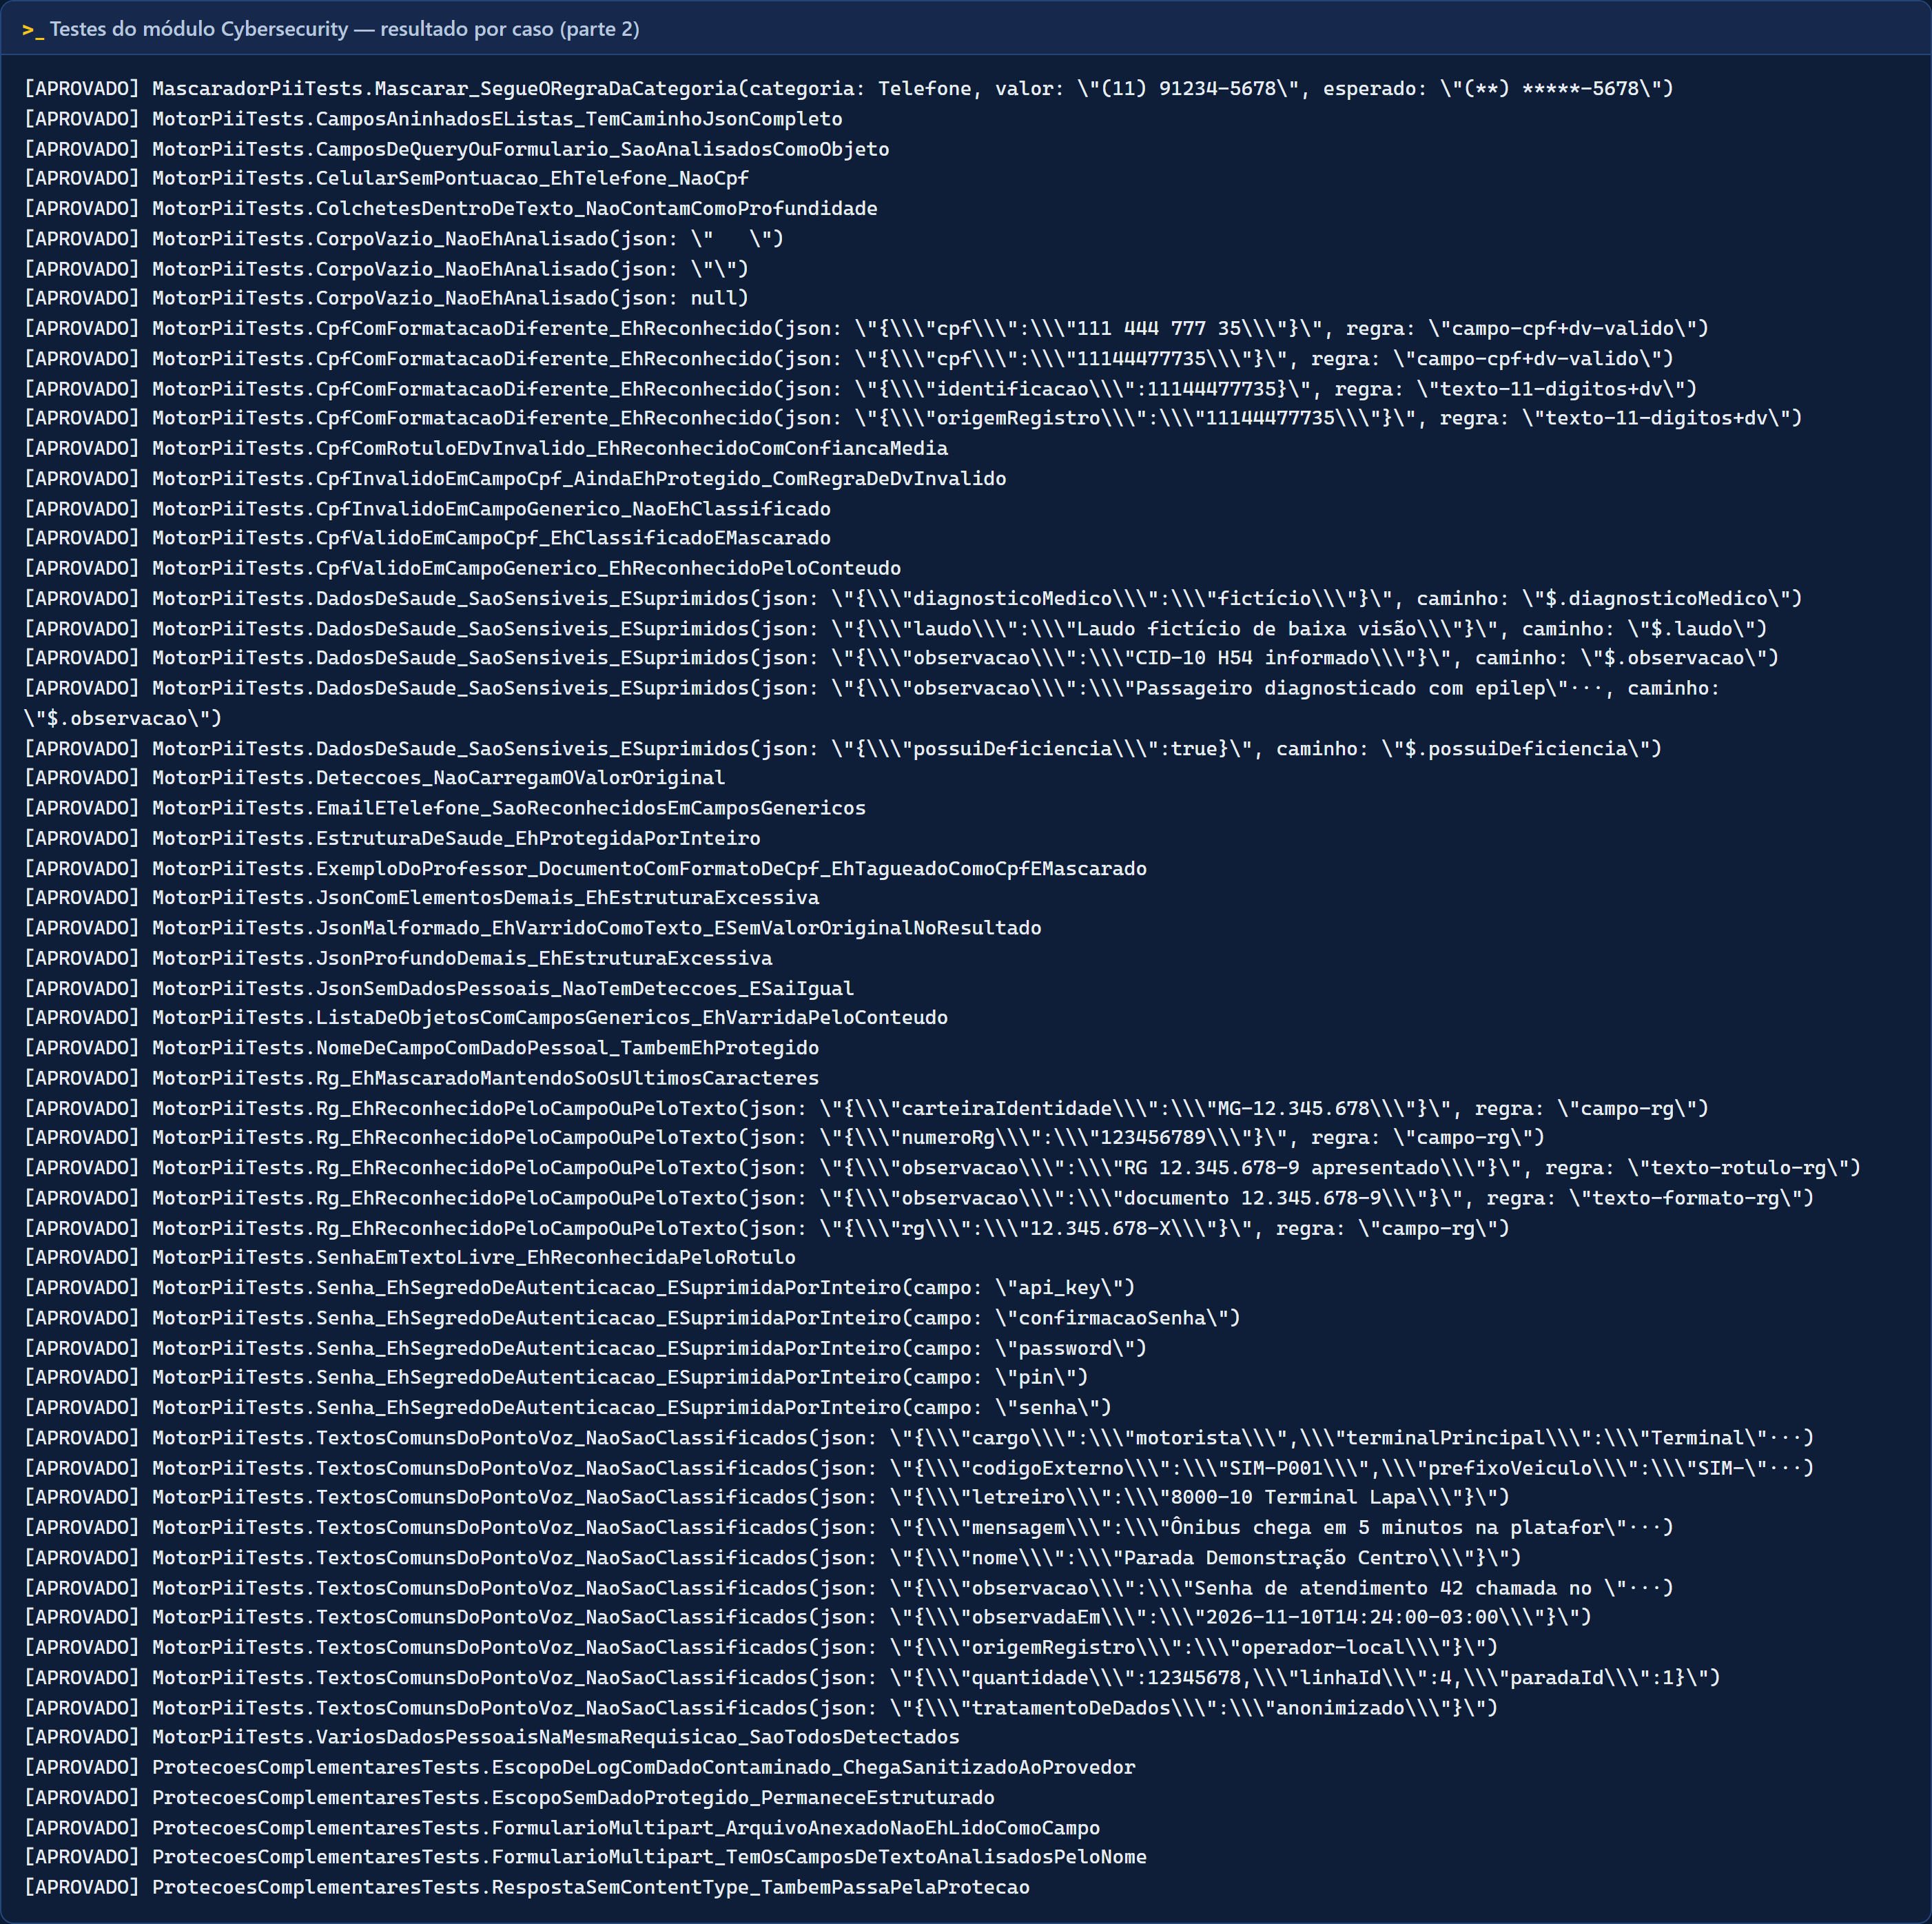 >_ Testes do módulo Cybersecurity — resultado por caso (parte 2)
[APROVADO] MascaradorPiiTests.Mascarar_SegueORegraDaCategoria(categoria: Telefone, valor: \"(11) 91234-5678\", esperado: \"(**) *****-5678\")
[APROVADO] MotorPiiTests.CamposAninhadosEListas_TemCaminhoJsonCompleto
[APROVADO] MotorPiiTests.CamposDeQueryOuFormulario_SaoAnalisadosComoObjeto
[APROVADO] MotorPiiTests.CelularSemPontuacao_EhTelefone_NaoCpf
[APROVADO] MotorPiiTests.ColchetesDentroDeTexto_NaoContamComoProfundidade
[APROVADO] MotorPiiTests.CorpoVazio_NaoEhAnalisado(json: \"   \")
[APROVADO] MotorPiiTests.CorpoVazio_NaoEhAnalisado(json: \"\")
[APROVADO] MotorPiiTests.CorpoVazio_NaoEhAnalisado(json: null)
[APROVADO] MotorPiiTests.CpfComFormatacaoDiferente_EhReconhecido(json: \"{\\\"cpf\\\":\\\"111 444 777 35\\\"}\", regra: \"campo-cpf+dv-valido\")
[APROVADO] MotorPiiTests.CpfComFormatacaoDiferente_EhReconhecido(json: \"{\\\"cpf\\\":\\\"11144477735\\\"}\", regra: \"campo-cpf+dv-valido\")
[APROVADO] MotorPiiTests.CpfComFormatacaoDiferente_EhReconhecido(json: \"{\\\"identificacao\\\":11144477735}\", regra: \"texto-11-digitos+dv\")
[APROVADO] MotorPiiTests.CpfComFormatacaoDiferente_EhReconhecido(json: \"{\\\"origemRegistro\\\":\\\"11144477735\\\"}\", regra: \"texto-11-digitos+dv\")
[APROVADO] MotorPiiTests.CpfComRotuloEDvInvalido_EhReconhecidoComConfiancaMedia
[APROVADO] MotorPiiTests.CpfInvalidoEmCampoCpf_AindaEhProtegido_ComRegraDeDvInvalido
[APROVADO] MotorPiiTests.CpfInvalidoEmCampoGenerico_NaoEhClassificado
[APROVADO] MotorPiiTests.CpfValidoEmCampoCpf_EhClassificadoEMascarado
[APROVADO] MotorPiiTests.CpfValidoEmCampoGenerico_EhReconhecidoPeloConteudo
[APROVADO] MotorPiiTests.DadosDeSaude_SaoSensiveis_ESuprimidos(json: \"{\\\"diagnosticoMedico\\\":\\\"fictício\\\"}\", caminho: \"$.diagnosticoMedico\")
[APROVADO] MotorPiiTests.DadosDeSaude_SaoSensiveis_ESuprimidos(json: \"{\\\"laudo\\\":\\\"Laudo fictício de baixa visão\\\"}\", caminho: \"$.laudo\")
[APROVADO] MotorPiiTests.DadosDeSaude_SaoSensiveis_ESuprimidos(json: \"{\\\"observacao\\\":\\\"CID-10 H54 informado\\\"}\", caminho: \"$.observacao\")
[APROVADO] MotorPiiTests.DadosDeSaude_SaoSensiveis_ESuprimidos(json: \"{\\\"observacao\\\":\\\"Passageiro diagnosticado com epilep\"···, caminho:
\"$.observacao\")
[APROVADO] MotorPiiTests.DadosDeSaude_SaoSensiveis_ESuprimidos(json: \"{\\\"possuiDeficiencia\\\":true}\", caminho: \"$.possuiDeficiencia\")
[APROVADO] MotorPiiTests.Deteccoes_NaoCarregamOValorOriginal
[APROVADO] MotorPiiTests.EmailETelefone_SaoReconhecidosEmCamposGenericos
[APROVADO] MotorPiiTests.EstruturaDeSaude_EhProtegidaPorInteiro
[APROVADO] MotorPiiTests.ExemploDoProfessor_DocumentoComFormatoDeCpf_EhTagueadoComoCpfEMascarado
[APROVADO] MotorPiiTests.JsonComElementosDemais_EhEstruturaExcessiva
[APROVADO] MotorPiiTests.JsonMalformado_EhVarridoComoTexto_ESemValorOriginalNoResultado
[APROVADO] MotorPiiTests.JsonProfundoDemais_EhEstruturaExcessiva
[APROVADO] MotorPiiTests.JsonSemDadosPessoais_NaoTemDeteccoes_ESaiIgual
[APROVADO] MotorPiiTests.ListaDeObjetosComCamposGenericos_EhVarridaPeloConteudo
[APROVADO] MotorPiiTests.NomeDeCampoComDadoPessoal_TambemEhProtegido
[APROVADO] MotorPiiTests.Rg_EhMascaradoMantendoSoOsUltimosCaracteres
[APROVADO] MotorPiiTests.Rg_EhReconhecidoPeloCampoOuPeloTexto(json: \"{\\\"carteiraIdentidade\\\":\\\"MG-12.345.678\\\"}\", regra: \"campo-rg\")
[APROVADO] MotorPiiTests.Rg_EhReconhecidoPeloCampoOuPeloTexto(json: \"{\\\"numeroRg\\\":\\\"123456789\\\"}\", regra: \"campo-rg\")
[APROVADO] MotorPiiTests.Rg_EhReconhecidoPeloCampoOuPeloTexto(json: \"{\\\"observacao\\\":\\\"RG 12.345.678-9 apresentado\\\"}\", regra: \"texto-rotulo-rg\")
[APROVADO] MotorPiiTests.Rg_EhReconhecidoPeloCampoOuPeloTexto(json: \"{\\\"observacao\\\":\\\"documento 12.345.678-9\\\"}\", regra: \"texto-formato-rg\")
[APROVADO] MotorPiiTests.Rg_EhReconhecidoPeloCampoOuPeloTexto(json: \"{\\\"rg\\\":\\\"12.345.678-X\\\"}\", regra: \"campo-rg\")
[APROVADO] MotorPiiTests.SenhaEmTextoLivre_EhReconhecidaPeloRotulo
[APROVADO] MotorPiiTests.Senha_EhSegredoDeAutenticacao_ESuprimidaPorInteiro(campo: \"api_key\")
[APROVADO] MotorPiiTests.Senha_EhSegredoDeAutenticacao_ESuprimidaPorInteiro(campo: \"confirmacaoSenha\")
[APROVADO] MotorPiiTests.Senha_EhSegredoDeAutenticacao_ESuprimidaPorInteiro(campo: \"password\")
[APROVADO] MotorPiiTests.Senha_EhSegredoDeAutenticacao_ESuprimidaPorInteiro(campo: \"pin\")
[APROVADO] MotorPiiTests.Senha_EhSegredoDeAutenticacao_ESuprimidaPorInteiro(campo: \"senha\")
[APROVADO] MotorPiiTests.TextosComunsDoPontoVoz_NaoSaoClassificados(json: \"{\\\"cargo\\\":\\\"motorista\\\",\\\"terminalPrincipal\\\":\\\"Terminal\"···)
[APROVADO] MotorPiiTests.TextosComunsDoPontoVoz_NaoSaoClassificados(json: \"{\\\"codigoExterno\\\":\\\"SIM-P001\\\",\\\"prefixoVeiculo\\\":\\\"SIM-\"···)
[APROVADO] MotorPiiTests.TextosComunsDoPontoVoz_NaoSaoClassificados(json: \"{\\\"letreiro\\\":\\\"8000-10 Terminal Lapa\\\"}\")
[APROVADO] MotorPiiTests.TextosComunsDoPontoVoz_NaoSaoClassificados(json: \"{\\\"mensagem\\\":\\\"Ônibus chega em 5 minutos na platafor\"···)
[APROVADO] MotorPiiTests.TextosComunsDoPontoVoz_NaoSaoClassificados(json: \"{\\\"nome\\\":\\\"Parada Demonstração Centro\\\"}\")
[APROVADO] MotorPiiTests.TextosComunsDoPontoVoz_NaoSaoClassificados(json: \"{\\\"observacao\\\":\\\"Senha de atendimento 42 chamada no \"···)
[APROVADO] MotorPiiTests.TextosComunsDoPontoVoz_NaoSaoClassificados(json: \"{\\\"observadaEm\\\":\\\"2026-11-10T14:24:00-03:00\\\"}\")
[APROVADO] MotorPiiTests.TextosComunsDoPontoVoz_NaoSaoClassificados(json: \"{\\\"origemRegistro\\\":\\\"operador-local\\\"}\")
[APROVADO] MotorPiiTests.TextosComunsDoPontoVoz_NaoSaoClassificados(json: \"{\\\"quantidade\\\":12345678,\\\"linhaId\\\":4,\\\"paradaId\\\":1}\")
[APROVADO] MotorPiiTests.TextosComunsDoPontoVoz_NaoSaoClassificados(json: \"{\\\"tratamentoDeDados\\\":\\\"anonimizado\\\"}\")
[APROVADO] MotorPiiTests.VariosDadosPessoaisNaMesmaRequisicao_SaoTodosDetectados
[APROVADO] ProtecoesComplementaresTests.EscopoDeLogComDadoContaminado_ChegaSanitizadoAoProvedor
[APROVADO] ProtecoesComplementaresTests.EscopoSemDadoProtegido_PermaneceEstruturado
[APROVADO] ProtecoesComplementaresTests.FormularioMultipart_ArquivoAnexadoNaoEhLidoComoCampo
[APROVADO] ProtecoesComplementaresTests.FormularioMultipart_TemOsCamposDeTextoAnalisadosPeloNome
[APROVADO] ProtecoesComplementaresTests.RespostaSemContentType_TambemPassaPelaProtecao